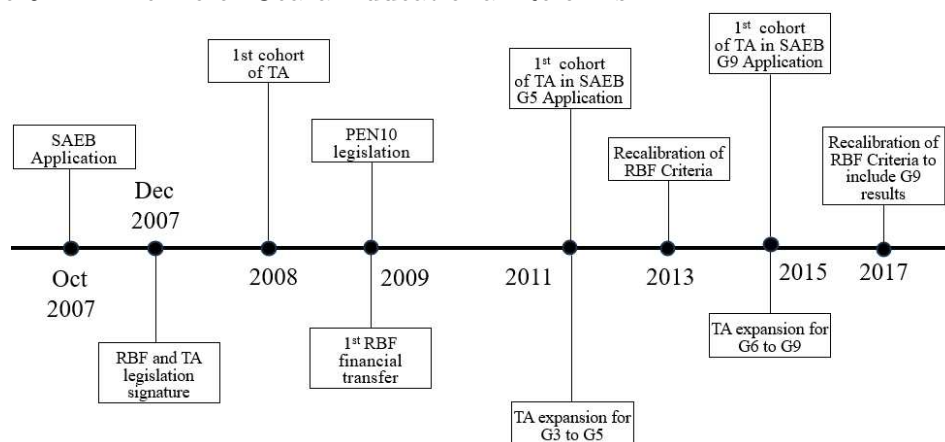 1st cohort
of TA
1st cohort
of TA in SAEB
G5 Application
1st cohort
of TA in SAEB
G9 Application
SAEB
Application
PEN10
legislation
Recalibration of
RBF Criteria
Recalibration of
RBF Criteria to
include G9
results
Dec
2007
Oct
2007
2008
2009
2011
2013
2015
2017
RBF and TA
legislation
signature
1st RBF
financial
transfer
TA expansion for
G3 to G5
TA expansion for
G6 to G9